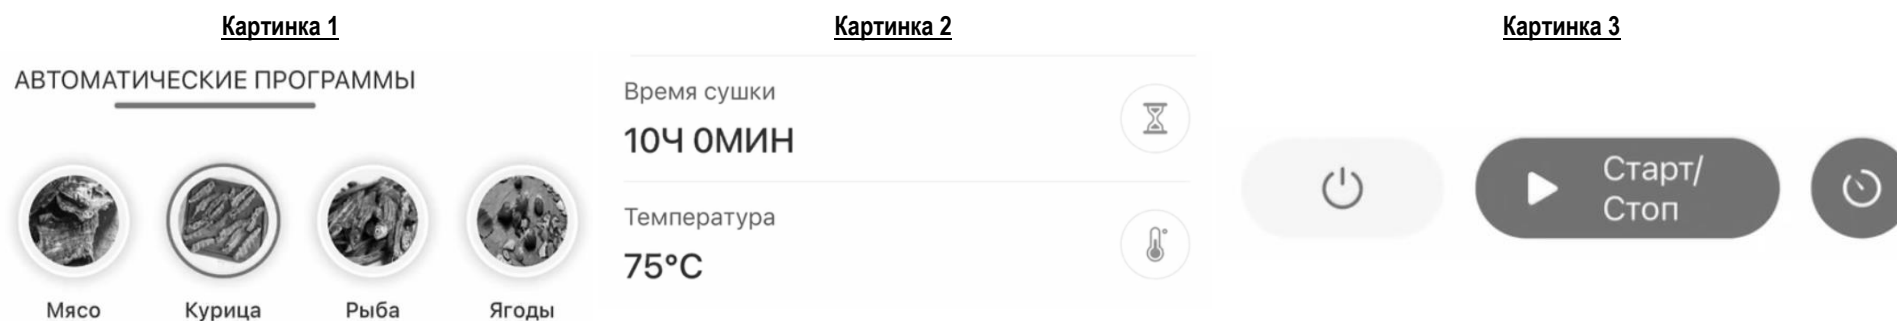 Картинка 1
Картинка 2
Картинка 3
АВТОМАТИЧЕСКИЕ ПРОГРАММЫ
Мясо
Курица
Рыба
Ягоды
Время сушки
10Ч 0МИН
Температура
75°C
Старт/
Стоп